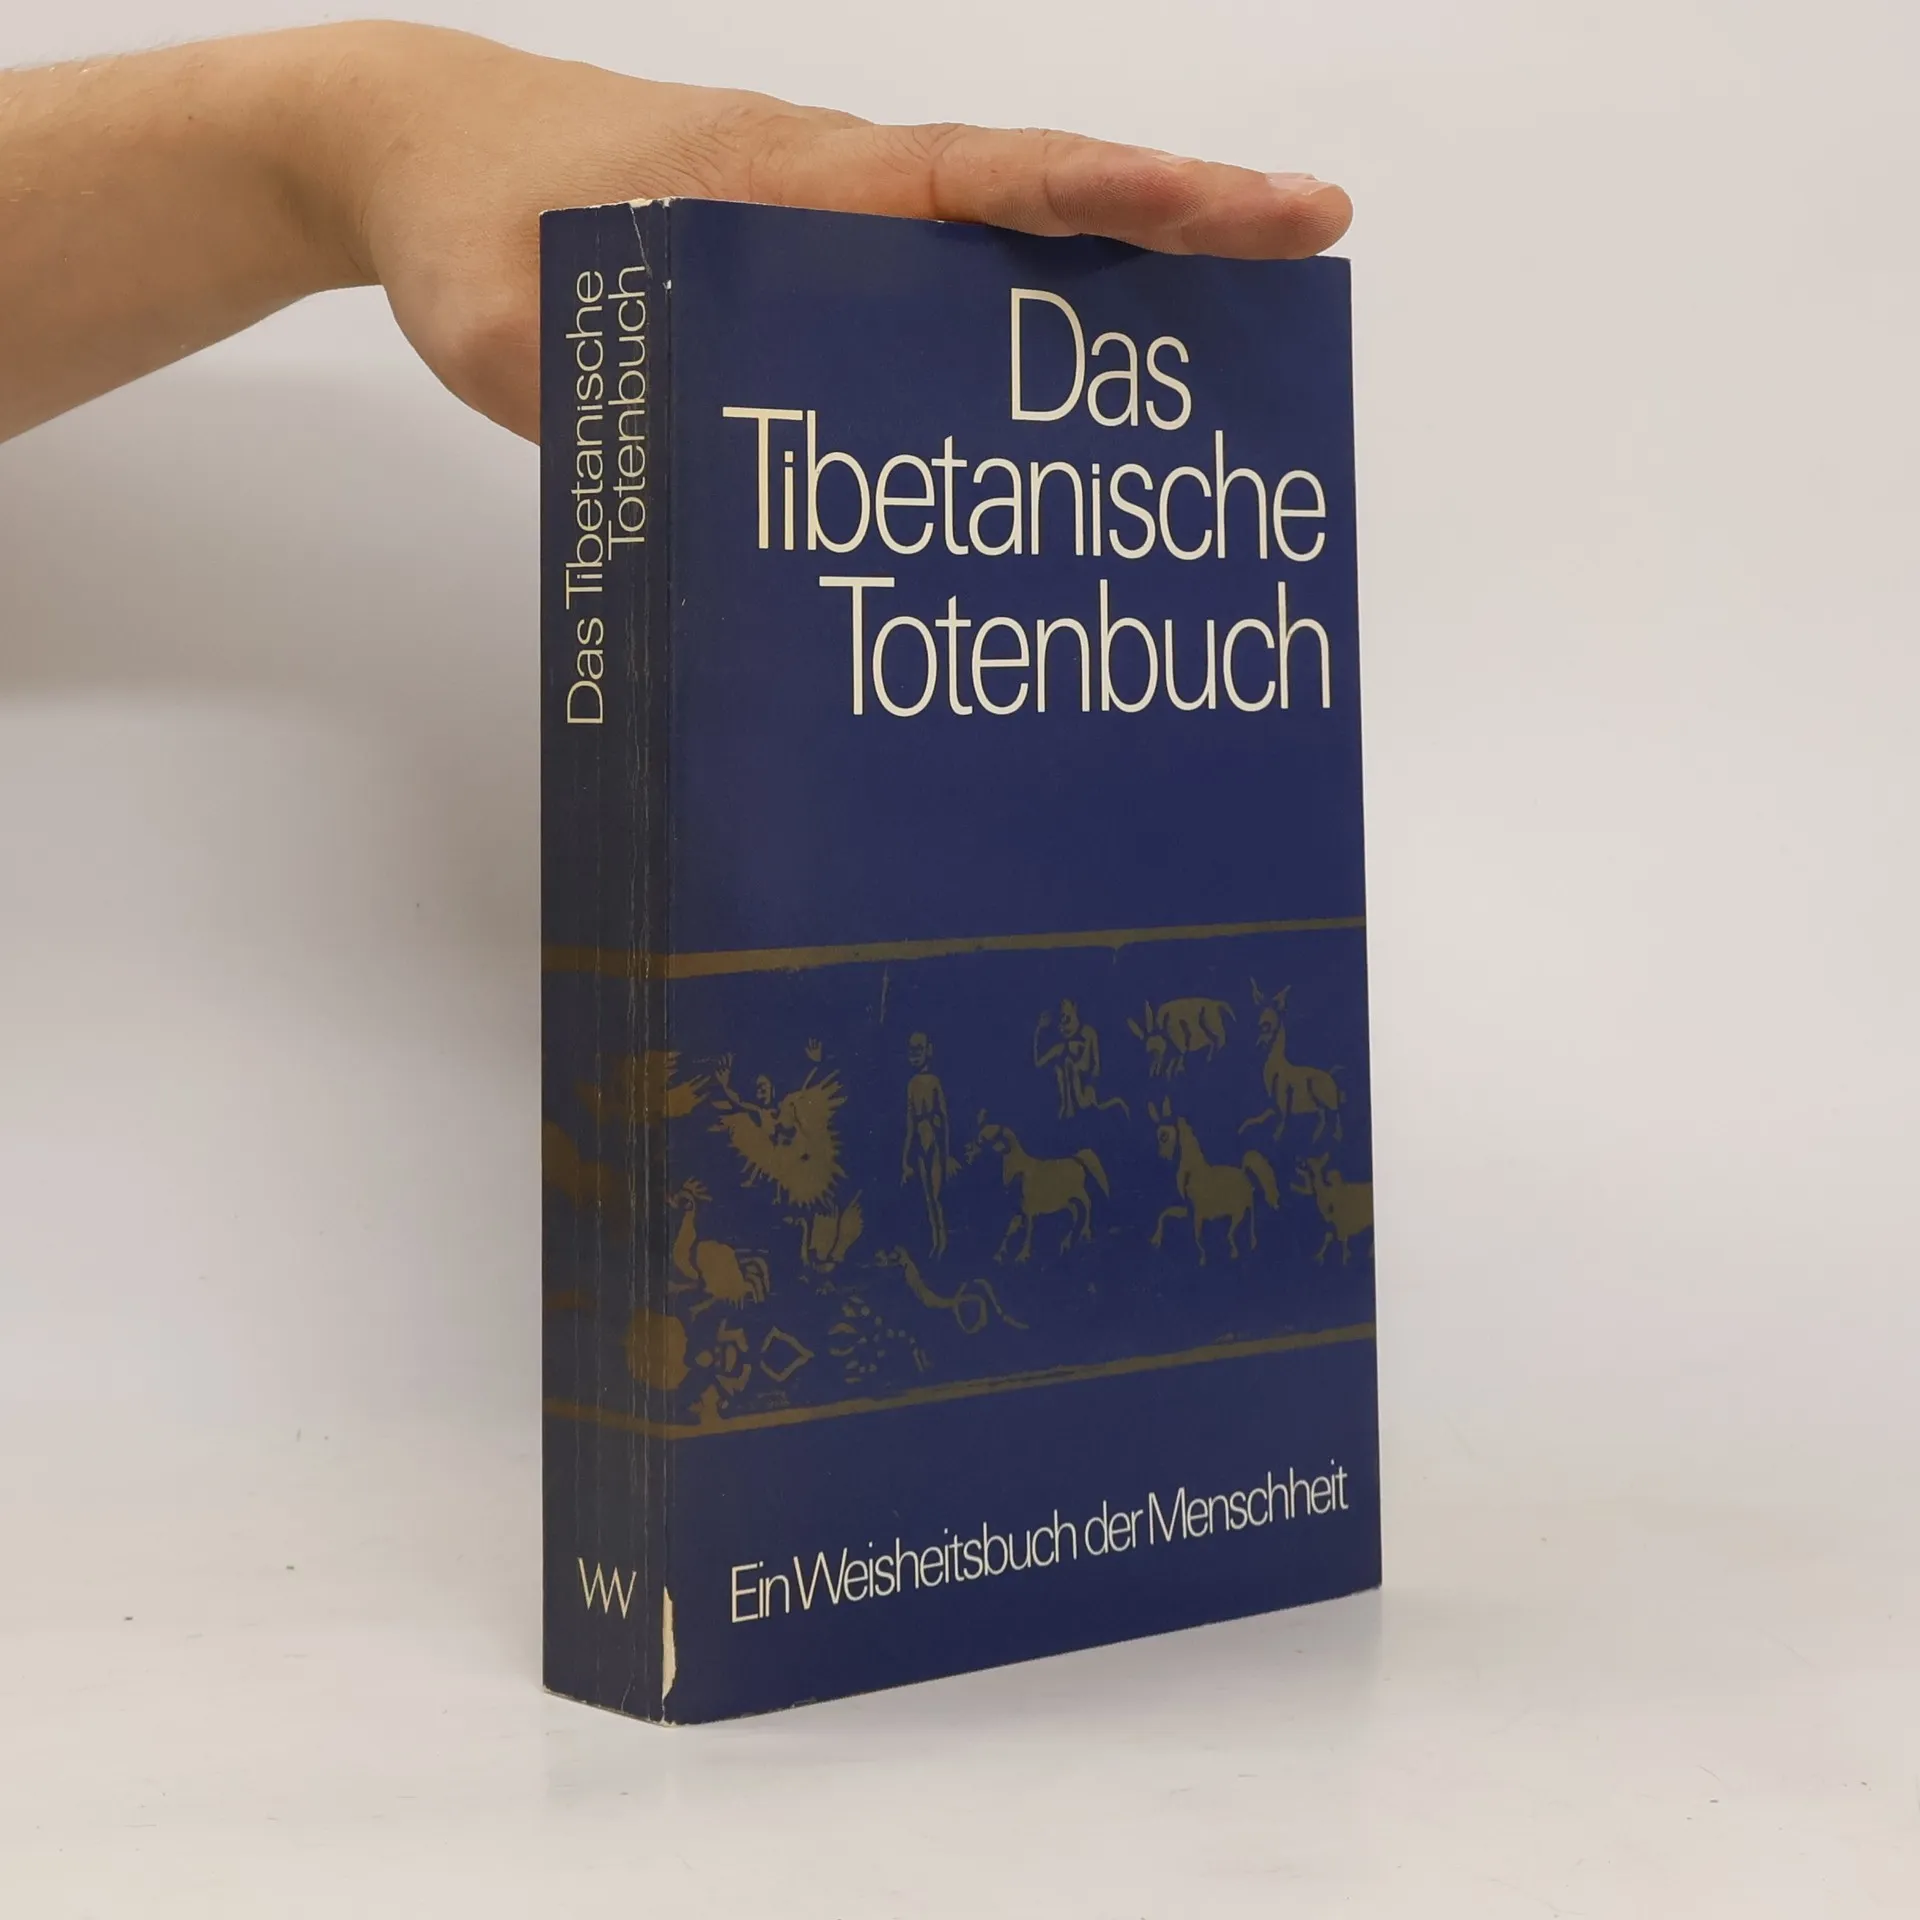 Das Tibetanische
Totenbuch
W
Das
Tibetanische
Totenbuch
Ein Weisheitsbuch der Menschheit